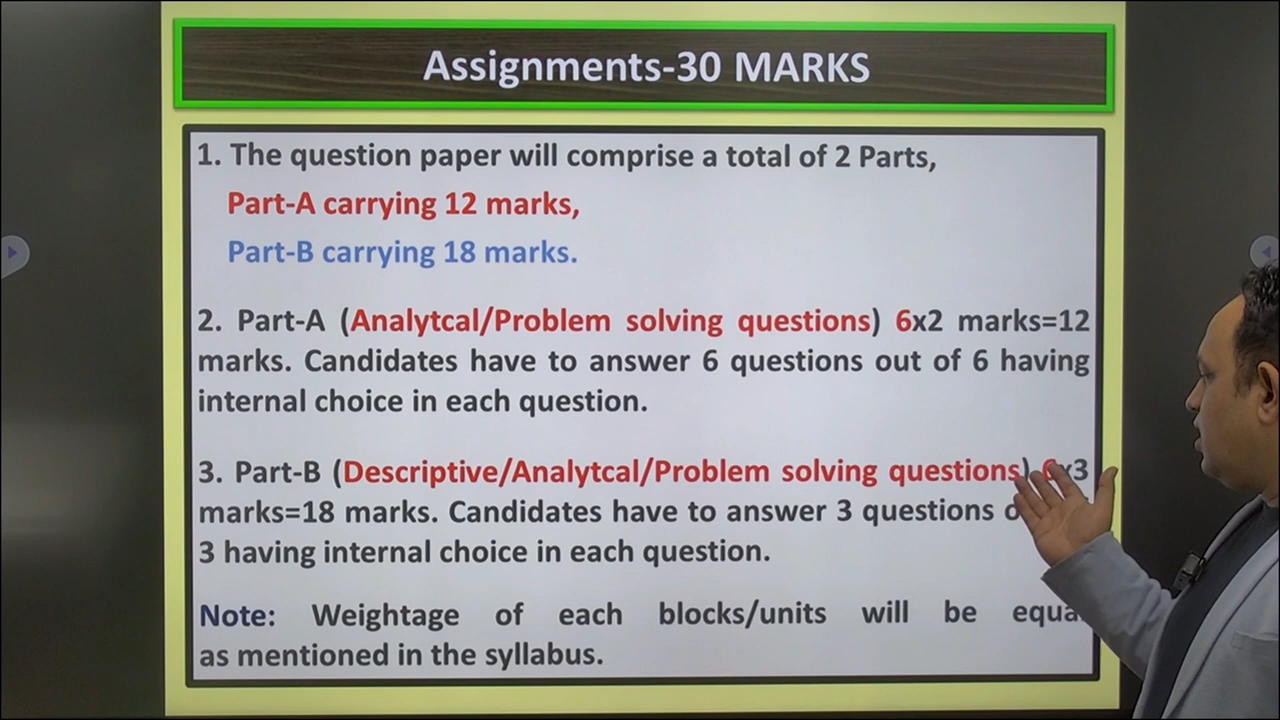 Assignments-30 MARKS
1. The question paper will comprise a total of 2 Parts,
Part-A carrying 12 marks,
Part-B carrying 18 marks.
2. Part-A (Analytcal/Problem solving questions) 6x2 marks=12
marks. Candidates have to answer 6 questions out of 6 having
internal choice in each question.
3. Part-B (Descriptive/Analytcal/Problem solving questions) 6x3
marks=18 marks. Candidates have to answer 3 questions
3 having internal choice in each question.
Note: Weightage of each blocks/units will be
as mentioned in the syllabus.